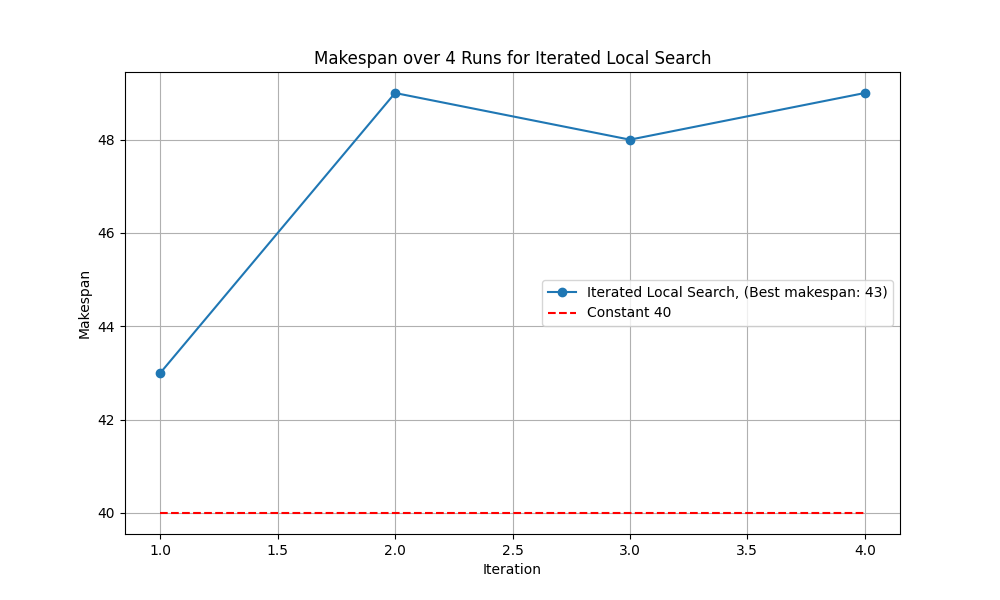 Makespan over 4 Runs for Iterated Local Search
Makespan
48
46
44
42
40
Iterated Local Search, (Best makespan: 43)
Constant 40
1.0
1.5
2.0
2.5
3.0
3.5
4.0
Iteration